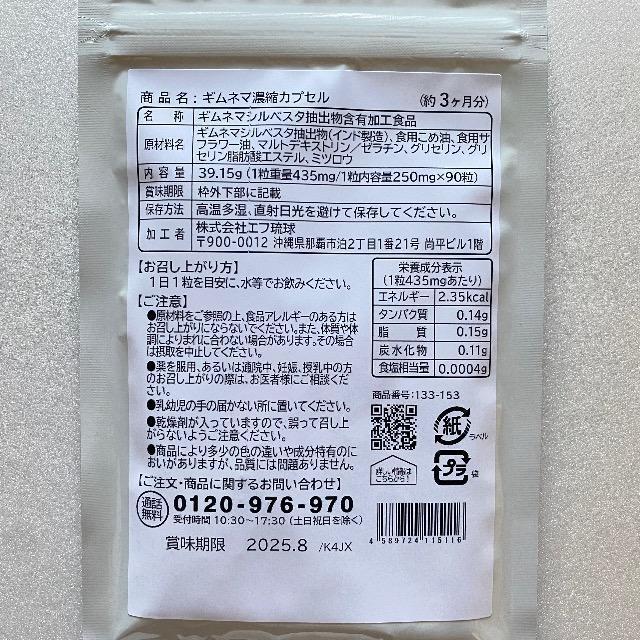 商品名：ギムネマ濃縮カプセル （約3ヶ月分）
名称 ギムネマシルベスタ抽出物含有加工食品
原材料名 ギムネマシルベスタ抽出物(インド製造)、食用こめ油、食用サ
フラワー油、マルトデキストリン／ゼラチン、グリセリン、グリ
セリン脂肪酸エステル、ミツロウ
内容量 39.15g（1粒重量435mg/1粒内容量250mg×90粒）
賞味期限 枠外下部に記載
保存方法 高温多湿、直射日光を避けて保存してください。
加工者 株式会社エフ琉球
〒900-0012 沖縄県那覇市泊2丁目1番21号 尚平ビル1階
【お召し上がり方】
1日1粒を目安に、水等でお飲みください。
【ご注意】
●原材料をご参照の上、食品アレルギーのある方は
お召し上がりにならないでください。また、体質や体
調によりまれに合わない場合があります。その場合
は摂取を中止してください。
●薬を服用、あるいは通院中、妊娠、授乳中の方
のお召し上がりの際は、お医者様にご相談くださ
い。
●乳幼児の手の届かない所に置いてください。
●乾燥剤が入っていますので、誤って召し上
がらないようご注意ください。
●商品により多少の色の違いや成分特有のに
おいがありますが、品質には問題ありません。
栄養成分表示
（1粒435mgあたり）
エネルギー 2.35kcal
タンパク質 0.14g
脂質 0.15g
炭水化物 0.11g
食塩相当量 0.0004g
商品番号：133-153
詳しい情報は
こちらから!
紙
ラベル
プラ
袋
【ご注文・商品に関するお問い合わせ】
通話
無料
0120-976-970
受付時間 10:30〜17:30（土日祝日を除く）
賞味期限 2025.8 /K4JX
4 589724 115116